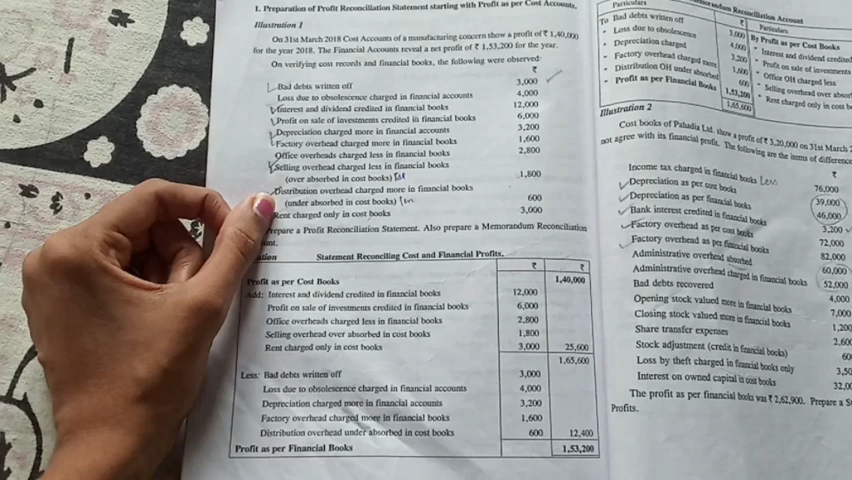 I. Preparation of Profit Reconciliation Statement starting with Profit as per Cost Accounts,
Illustration 1
On 31st March 2018 Cost Accounts of a manufacturing concern show a profit of ₹ 1,40,000
for the year 2018. The Financial Accounts reveal a net profit of ₹ 1,53,200 for the year.
On verifying cost records and financial books, the following were observed:
₹
Bad debts written off 3,000
Loss due to obsolescence charged in financial accounts 4,000
Interest and dividend credited in financial books 12,000
Profit on sale of investments credited in financial books 6,000
Depreciation charged more in financial accounts 3,200
Factory overhead charged more in financial books 1,600
Office overheads charged less in financial books 2,800
Selling overhead charged less in financial books
(over absorbed in cost books) 1,800
Distribution overhead charged more in financial books
(under absorbed in cost books) 600
Rent charged only in cost books 3,000
Prepare a Profit Reconciliation Statement. Also prepare a Memorandum Reconciliation
Statement Reconciling Cost and Financial Profits.
₹ ₹
Profit as per Cost Books 1,40,000
Add: Interest and dividend credited in financial books 12,000
Profit on sale of investments credited in financial books 6,000
Office overheads charged less in financial books 2,800
Selling overhead over absorbed in cost books 1,800
Rent charged only in cost books 3,000 25,600
1,65,600
Less: Bad debts written off 3,000
Loss due to obsolescence charged in financial accounts 4,000
Depreciation charged more in financial accounts 3,200
Factory overhead charged more in financial books 1,600
Distribution overhead under absorbed in cost books 600 12,400
Profit as per Financial Books 1,53,200
Reconciliation Account
Particulars ₹ Particulars
To Bad debts written off 3,000 By Profit as per Cost Books
" Loss due to obsolescence 4,000 " Interest and dividend credited
" Depreciation charged 3,200 " Profit on sale of investments
" Factory overhead charged more 1,600 " Office OH charged less
" Distribution OH under absorbed 600 " Selling overhead over
" Profit as per Financial Books 1,53,200 " Rent charged only in cost
1,65,600
Illustration 2
Cost books of Pahadia Ltd. show a profit of ₹ 3,20,000 on 31st March
not agree with its financial profit. The following are the items of difference
₹
Income tax charged in financial books Less 76,000
Depreciation as per cost books 39,000
Depreciation as per financial books 46,000
Bank interest credited in financial books 3,200
Factory overhead as per cost books 72,000
Factory overhead as per financial books 82,000
Administrative overhead absorbed 60,000
Administrative overhead charged in financial books 52,000
Bad debts recovered 4,000
Opening stock valued more in financial books 7,000
Closing stock valued more in financial books 1,200
Share transfer expenses
Stock adjustment (credit in financial books)
Loss by theft charged in financial books only
Interest on owned capital in cost books
The profit as per financial books was ₹ 2,62,900. Prepare a
Profits.